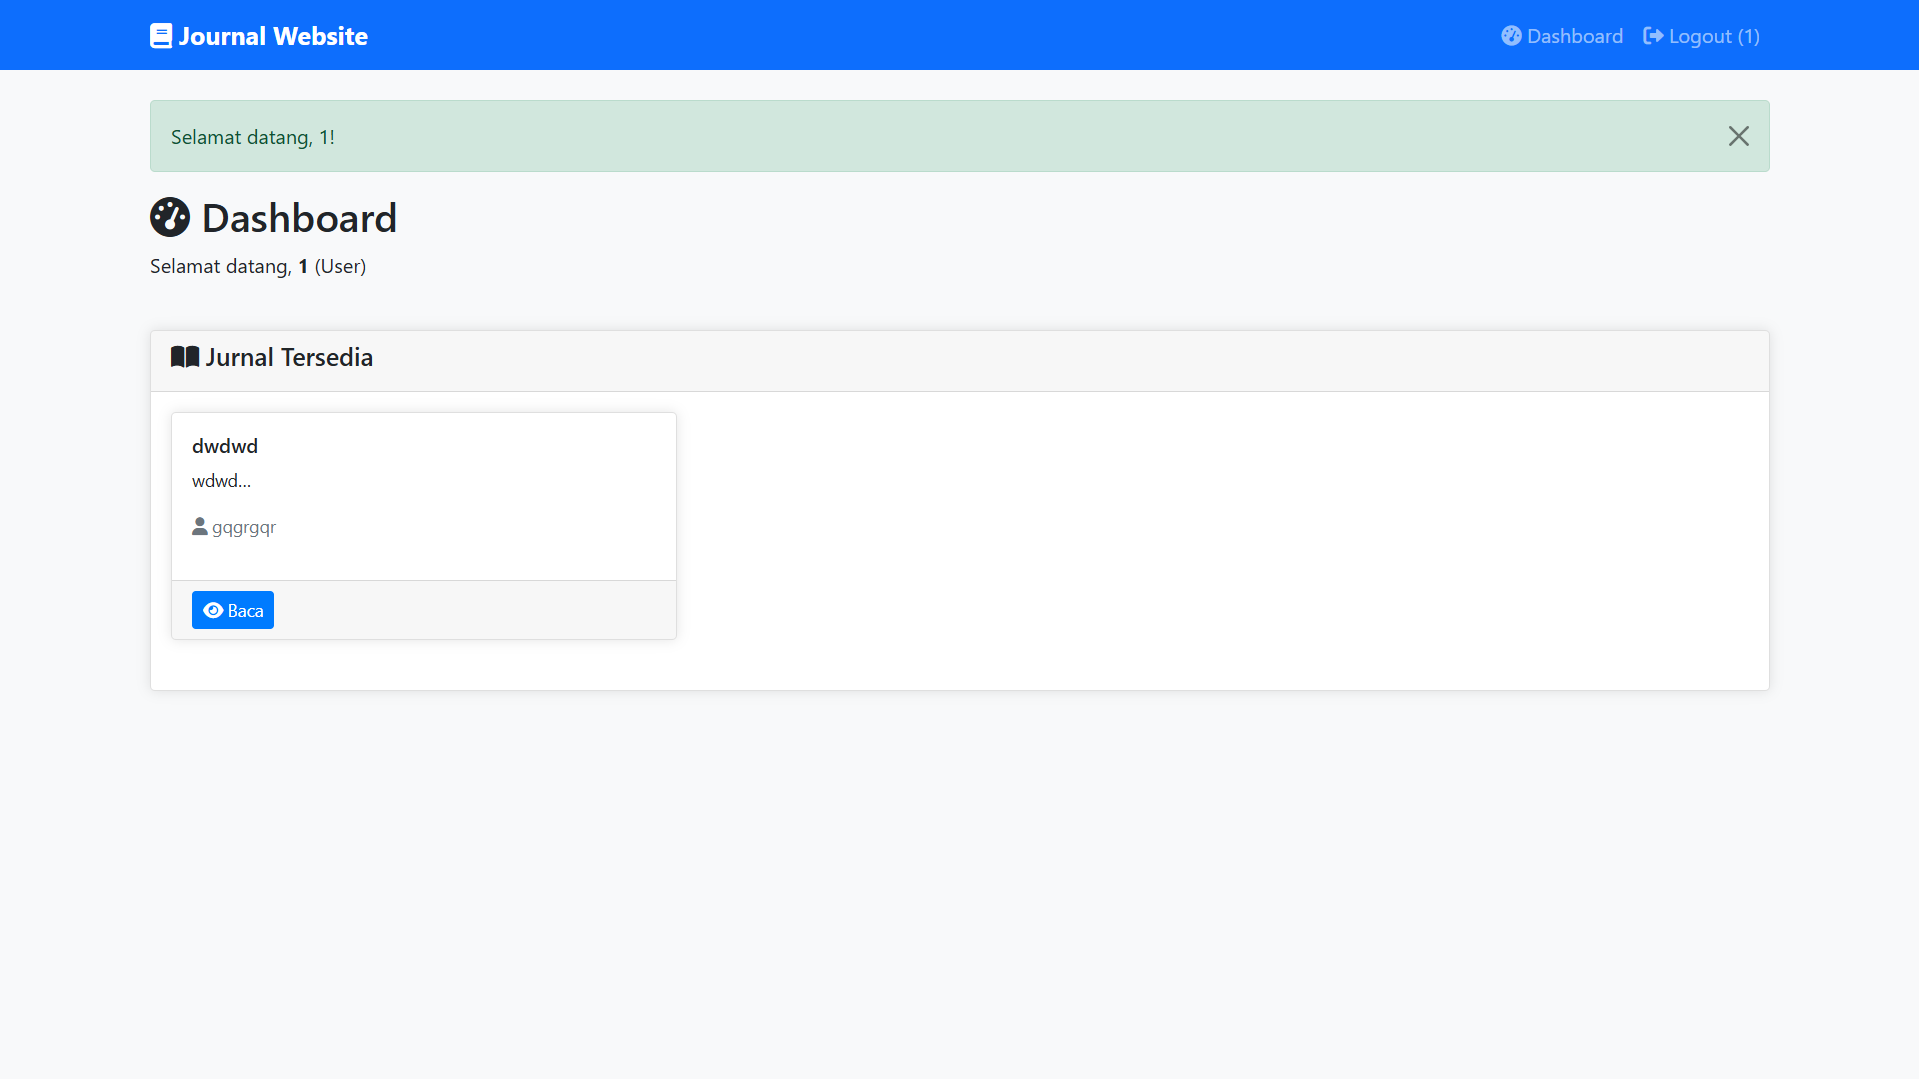 Journal Website
Dashboard
Logout (1)
Selamat datang, 1!
Dashboard
Selamat datang, 1 (User)
Jurnal Tersedia
dwdwd
wdwd...
gqgrgqr
Baca